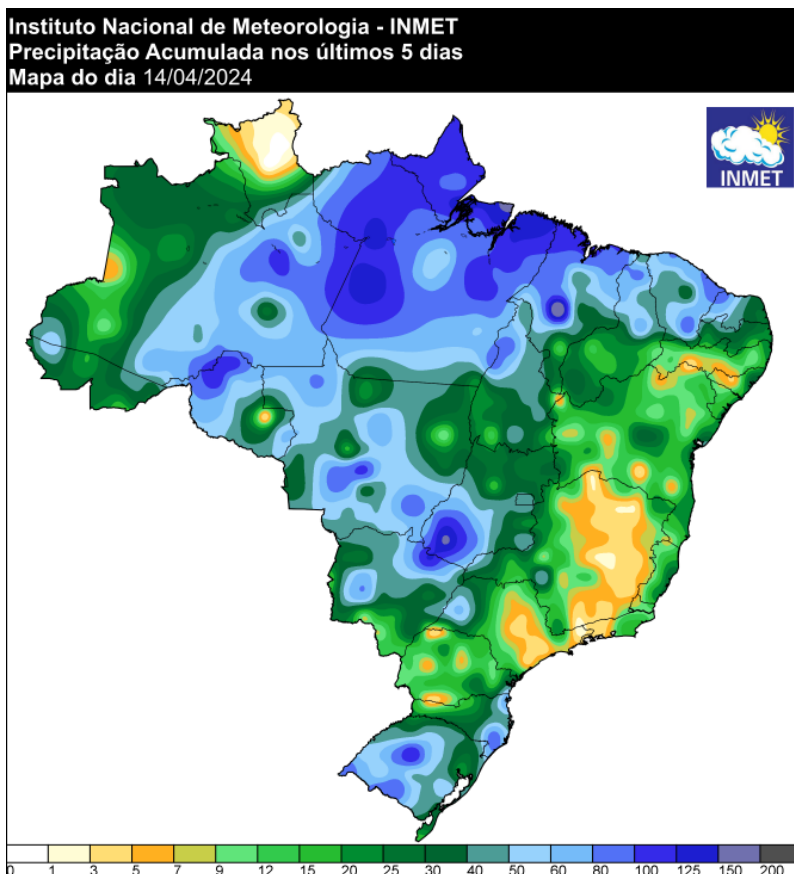 Instituto Nacional de Meteorologia - INMET
Precipitação Acumulada nos últimos 5 dias
Mapa do dia 14/04/2024
INMET
0 1 3 5 7 9 12 15 20 25 30 40 50 60 80 100 125 150 200